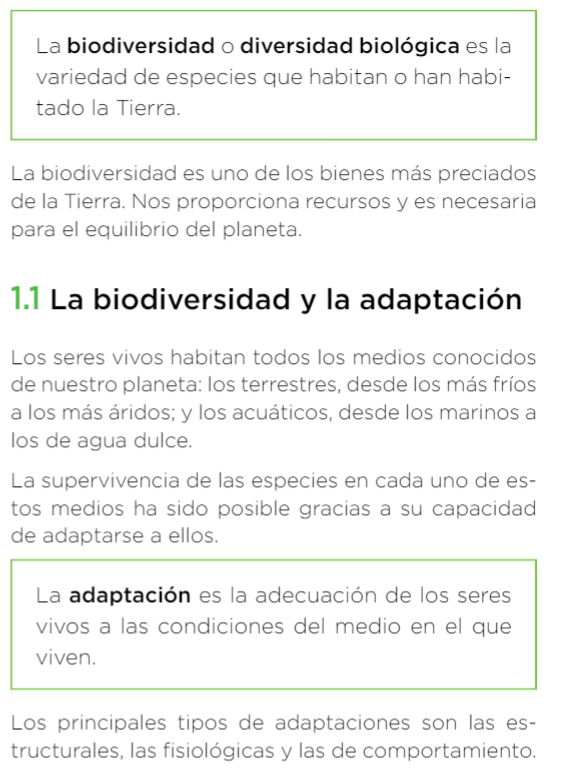 La biodiversidad o diversidad biológica es la
variedad de especies que habitan o han habi-
tado la Tierra.
La biodiversidad es uno de los bienes más preciados
de la Tierra. Nos proporciona recursos y es necesaria
para el equilibrio del planeta.
1.1 La biodiversidad y la adaptación
Los seres vivos habitan todos los medios conocidos
de nuestro planeta: los terrestres, desde los más fríos
a los más áridos; y los acuáticos, desde los marinos a
los de agua dulce.
La supervivencia de las especies en cada uno de es-
tos medios ha sido posible gracias a su capacidad
de adaptarse a ellos.
La adaptación es la adecuación de los seres
vivos a las condiciones del medio en el que
viven.
Los principales tipos de adaptaciones son las es-
tructurales, las fisiológicas y las de comportamiento.